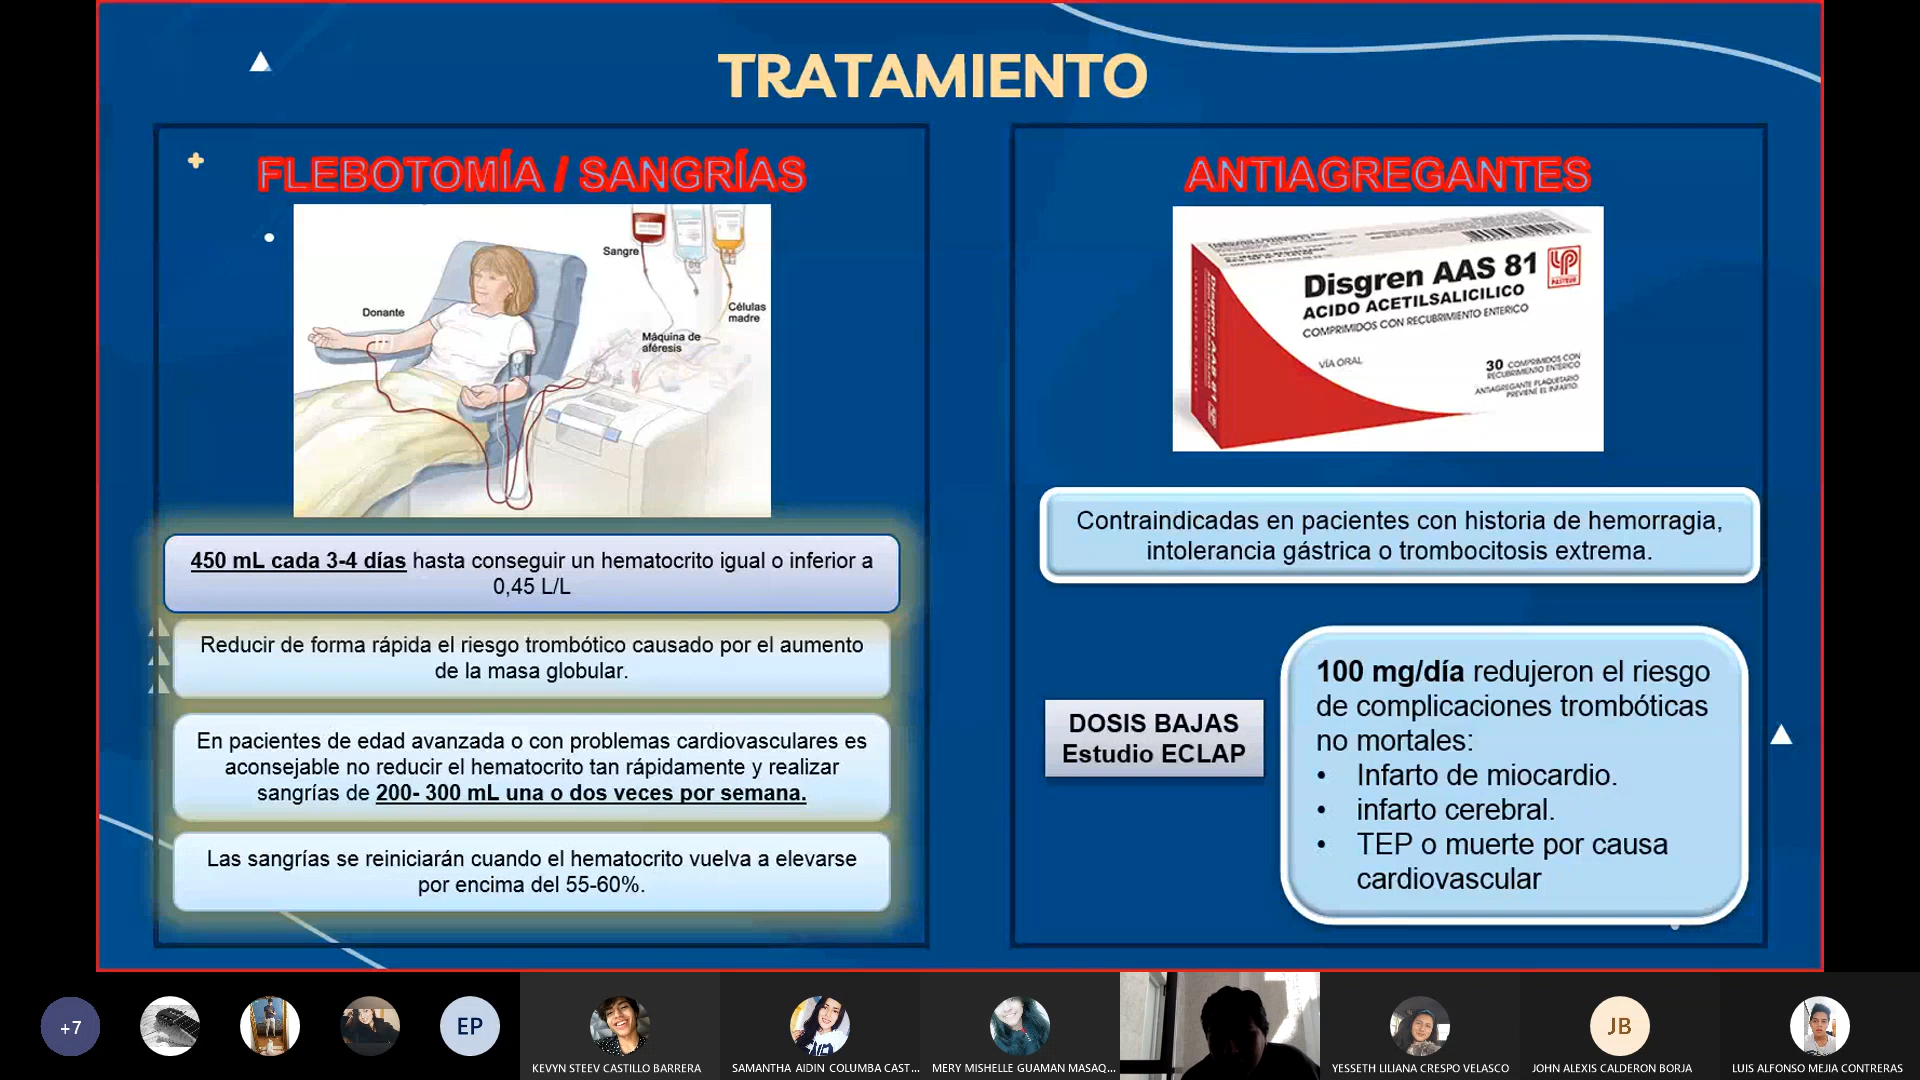 TRATAMIENTO
FLEBOTOMÍA / SANGRÍAS
Sangre
Donante
Células
madre
Máquina de
aféresis
450 mL cada 3-4 días hasta conseguir un hematocrito igual o inferior a
0,45 L/L
Reducir de forma rápida el riesgo trombótico causado por el aumento
de la masa globular.
En pacientes de edad avanzada o con problemas cardiovasculares es
aconsejable no reducir el hematocrito tan rápidamente y realizar
sangrías de 200- 300 mL una o dos veces por semana.
Las sangrías se reiniciarán cuando el hematocrito vuelva a elevarse
por encima del 55-60%.
ANTIAGREGANTES
Disgren AAS 81
ACIDO ACETILSALICILICO
COMPRIMIDOS CON RECUBRIMIENTO ENTERICO
VÍA ORAL
30 COMPRIMIDOS CON
RECUBRIMIENTO ENTERICO
ANTIAGREGANTE PLAQUETARIO
PREVIENE EL INFARTO.
PASTEUR
Disgren AAS 81
Contraindicadas en pacientes con historia de hemorragia,
intolerancia gástrica o trombocitosis extrema.
DOSIS BAJAS
Estudio ECLAP
100 mg/día redujeron el riesgo
de complicaciones trombóticas
no mortales:
• Infarto de miocardio.
• infarto cerebral.
• TEP o muerte por causa
cardiovascular
+7
EP
KEVYN STEEV CASTILLO BARRERA
SAMANTHA AIDIN COLUMBA CAST...
MERY MISHELLE GUAMAN MASAQ...
YESSETH LILIANA CRESPO VELASCO
JB
JOHN ALEXIS CALDERON BORJA
LUIS ALFONSO MEJIA CONTRERAS